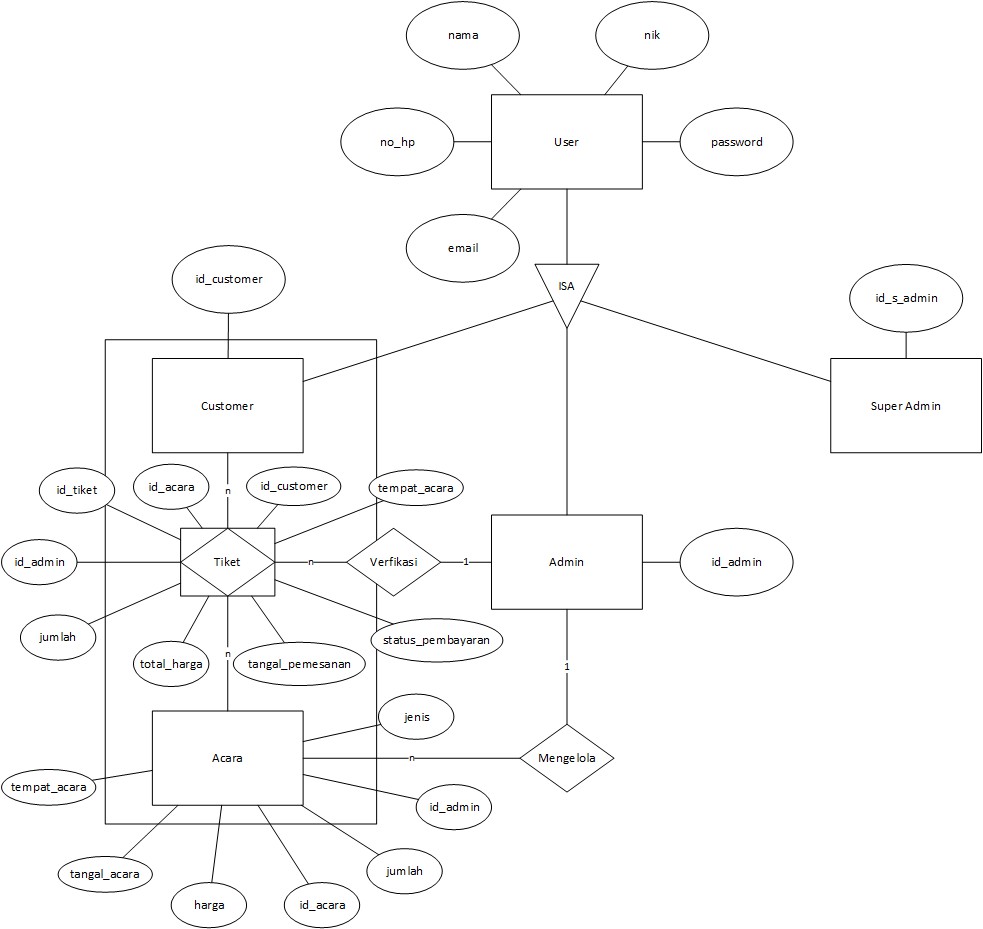 nama
nik
no_hp
User
password
email
id_customer
ISA
id_s_admin
Customer
Super Admin
id_tiket
id_acara
n
id_customer
tempat_acara
id_admin
Tiket
n
Verfikasi
1
Admin
id_admin
jumlah
total_harga
n
tangal_pemesanan
status_pembayaran
1
jenis
Acara
n
Mengelola
tempat_acara
id_admin
tangal_acara
harga
id_acara
jumlah